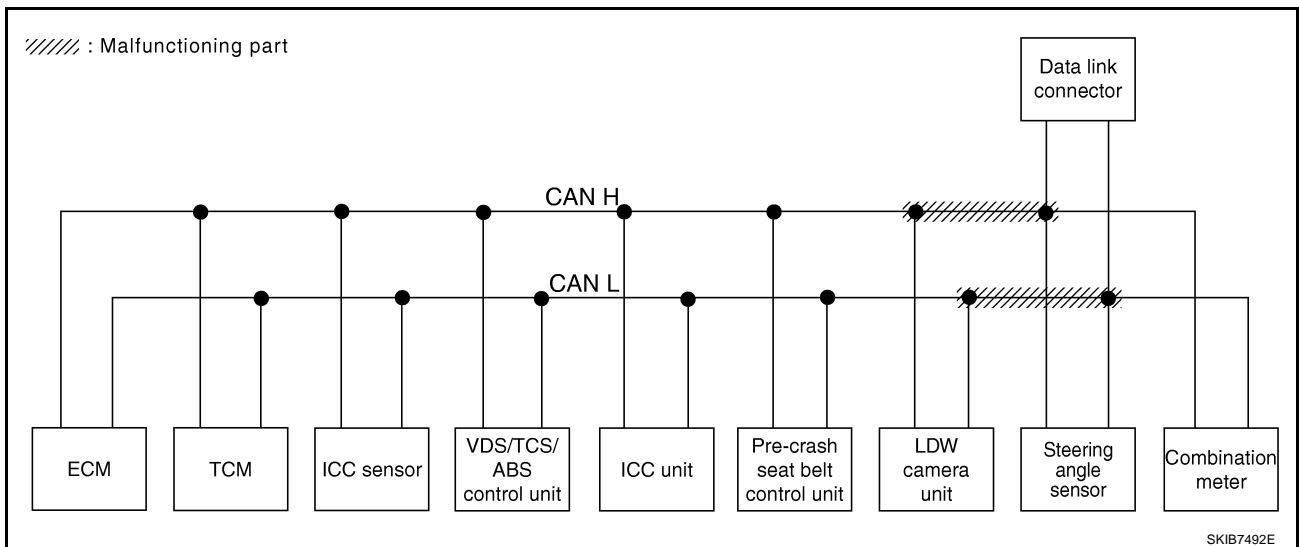 : Malfunctioning part
Data link
connector
CAN H
CAN L
ECM
TCM
ICC sensor
VDS/TCS/
ABS
control unit
ICC unit
Pre-crash
seat belt
control unit
LDW
camera
unit
Steering
angle
sensor
Combination
meter
SKIB7492E